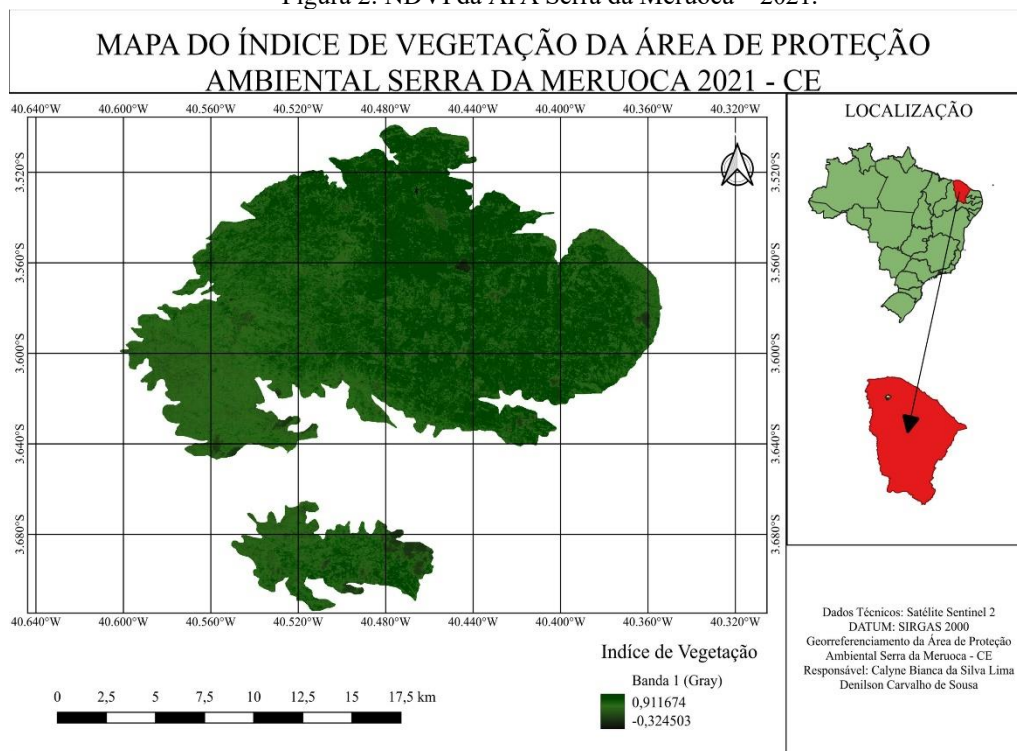 Figura 2: NDVI da APA Serra da Meruoca – 2021.
MAPA DO ÍNDICE DE VEGETAÇÃO DA ÁREA DE PROTEÇÃO
AMBIENTAL SERRA DA MERUOCA 2021 - CE
40.640°W 40.600°W 40.560°W 40.520°W 40.480°W 40.440°W 40.400°W 40.360°W 40.320°W
3.520°S 3.520°S
3.560°S 3.560°S
3.600°S 3.600°S
3.640°S 3.640°S
3.680°S 3.680°S
40.640°W 40.600°W 40.560°W 40.520°W 40.480°W 40.440°W 40.400°W 40.360°W 40.320°W
LOCALIZAÇÃO
0 2,5 5 7,5 10 12,5 15 17,5 km
Indíce de Vegetação
Banda 1 (Gray)
0,911674
-0,324503
Dados Técnicos: Satélite Sentinel 2
DATUM: SIRGAS 2000
Georreferenciamento da Área de Proteção
Ambiental Serra da Meruoca - CE
Responsável: Calyne Bianca da Silva Lima
Denilson Carvalho de Sousa